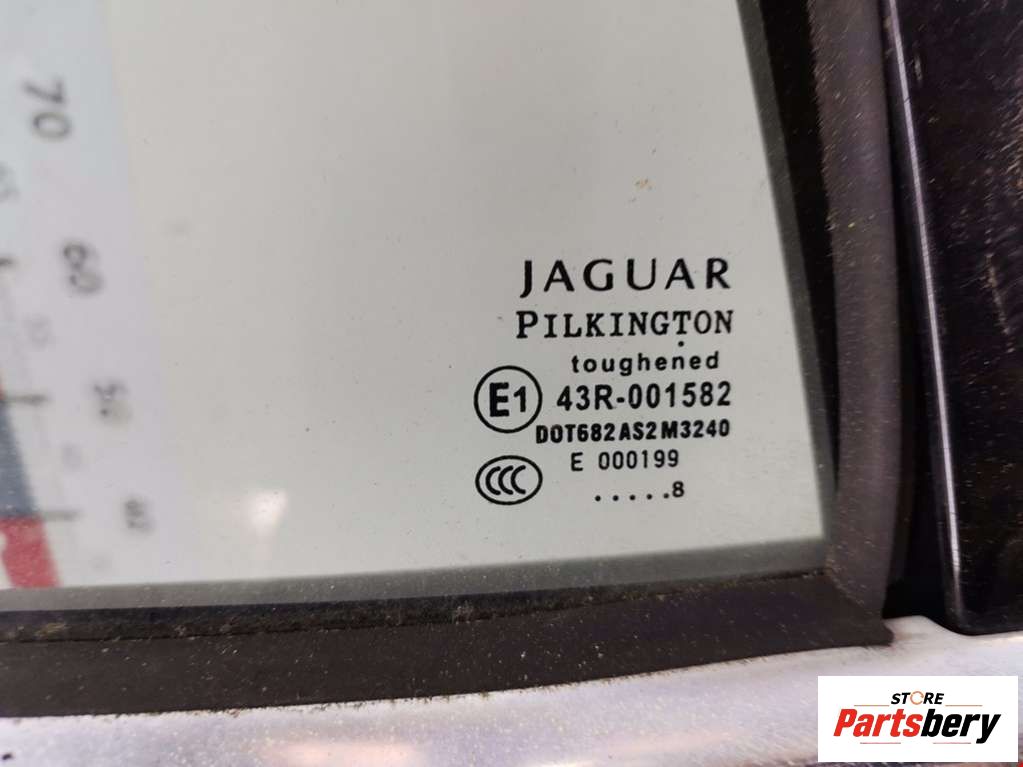 70
60
50
JAGUAR
PILKINGTON
toughened
E1 43R-001582
DOT682AS2M3240
E 000199
CCC
.....8
STORE
Partsbery